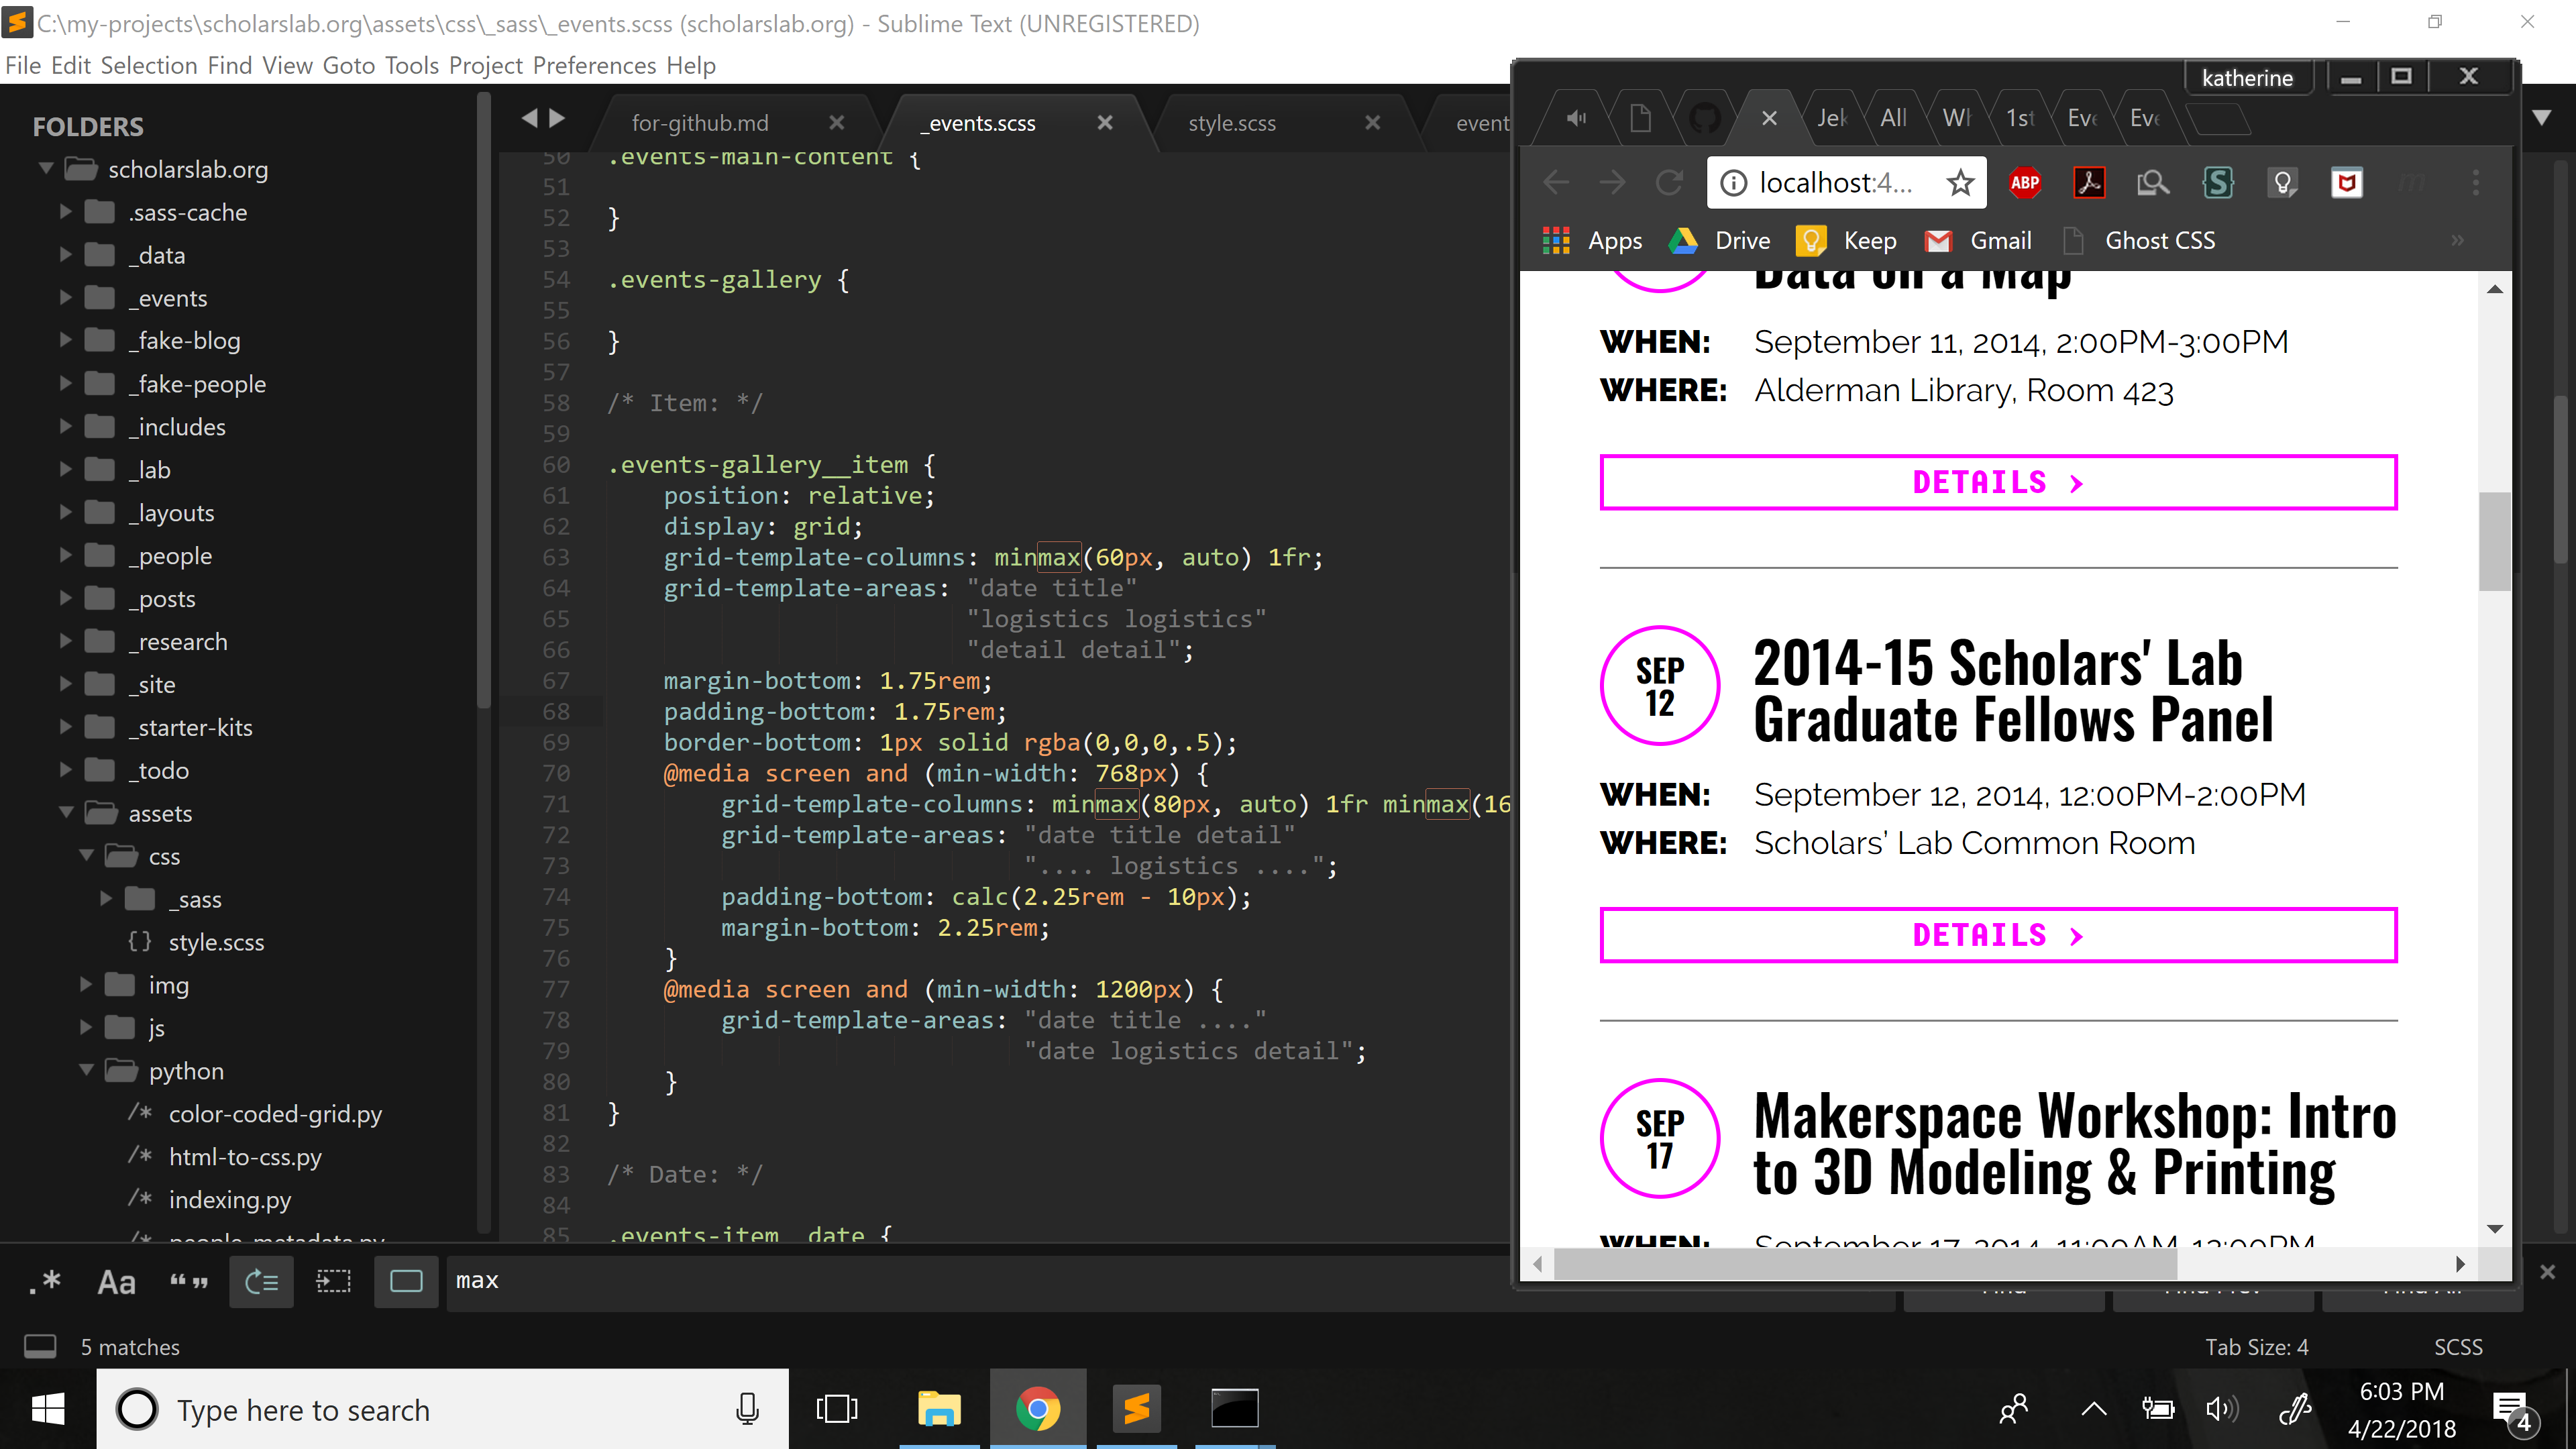 C:\my-projects\scholarslab.org\assets\css\_sass\_events.scss (scholarslab.org) - Sublime Text (UNREGISTERED)
File Edit Selection Find View Goto Tools Project Preferences Help
FOLDERS
scholarslab.org
.sass-cache
_data
_events
_fake-blog
_fake-people
_includes
_lab
_layouts
_people
_posts
_research
_site
_starter-kits
_todo
assets
css
_sass
{} style.scss
img
js
python
/* color-coded-grid.py
/* html-to-css.py
/* indexing.py
/* people-metadata.py
for-github.md
_events.scss
style.scss
event
50 .events-main-content {
51
52 }
53
54 .events-gallery {
55
56 }
57
58 /* Item: */
59
60 .events-gallery__item {
61 position: relative;
62 display: grid;
63 grid-template-columns: minmax(60px, auto) 1fr;
64 grid-template-areas: "date title"
65 "logistics logistics"
66 "detail detail";
67 margin-bottom: 1.75rem;
68 padding-bottom: 1.75rem;
69 border-bottom: 1px solid rgba(0,0,0,.5);
70 @media screen and (min-width: 768px) {
71 grid-template-columns: minmax(80px, auto) 1fr minmax(16
72 grid-template-areas: "date title detail"
73 ".... logistics ....";
74 padding-bottom: calc(2.25rem - 10px);
75 margin-bottom: 2.25rem;
76 }
77 @media screen and (min-width: 1200px) {
78 grid-template-areas: "date title ...."
79 "date logistics detail";
80 }
81 }
82
83 /* Date: */
84
85 .events-item__date {
katherine
Jek
All
Wh
1st
Eve
Eve
localhost:4...
ABP
Apps
Drive
Keep
Gmail
Ghost CSS
»
Data on a Map
WHEN: September 11, 2014, 2:00PM-3:00PM
WHERE: Alderman Library, Room 423
DETAILS >
SEP
12
2014-15 Scholars' Lab
Graduate Fellows Panel
WHEN: September 12, 2014, 12:00PM-2:00PM
WHERE: Scholars’ Lab Common Room
DETAILS >
SEP
17
Makerspace Workshop: Intro
to 3D Modeling & Printing
WHEN: September 17, 2014, 11:00AM-12:00PM
.* Aa “” max
Find
Find Prev
Find All
5 matches
Tab Size: 4
SCSS
Type here to search
6:03 PM
4/22/2018
4